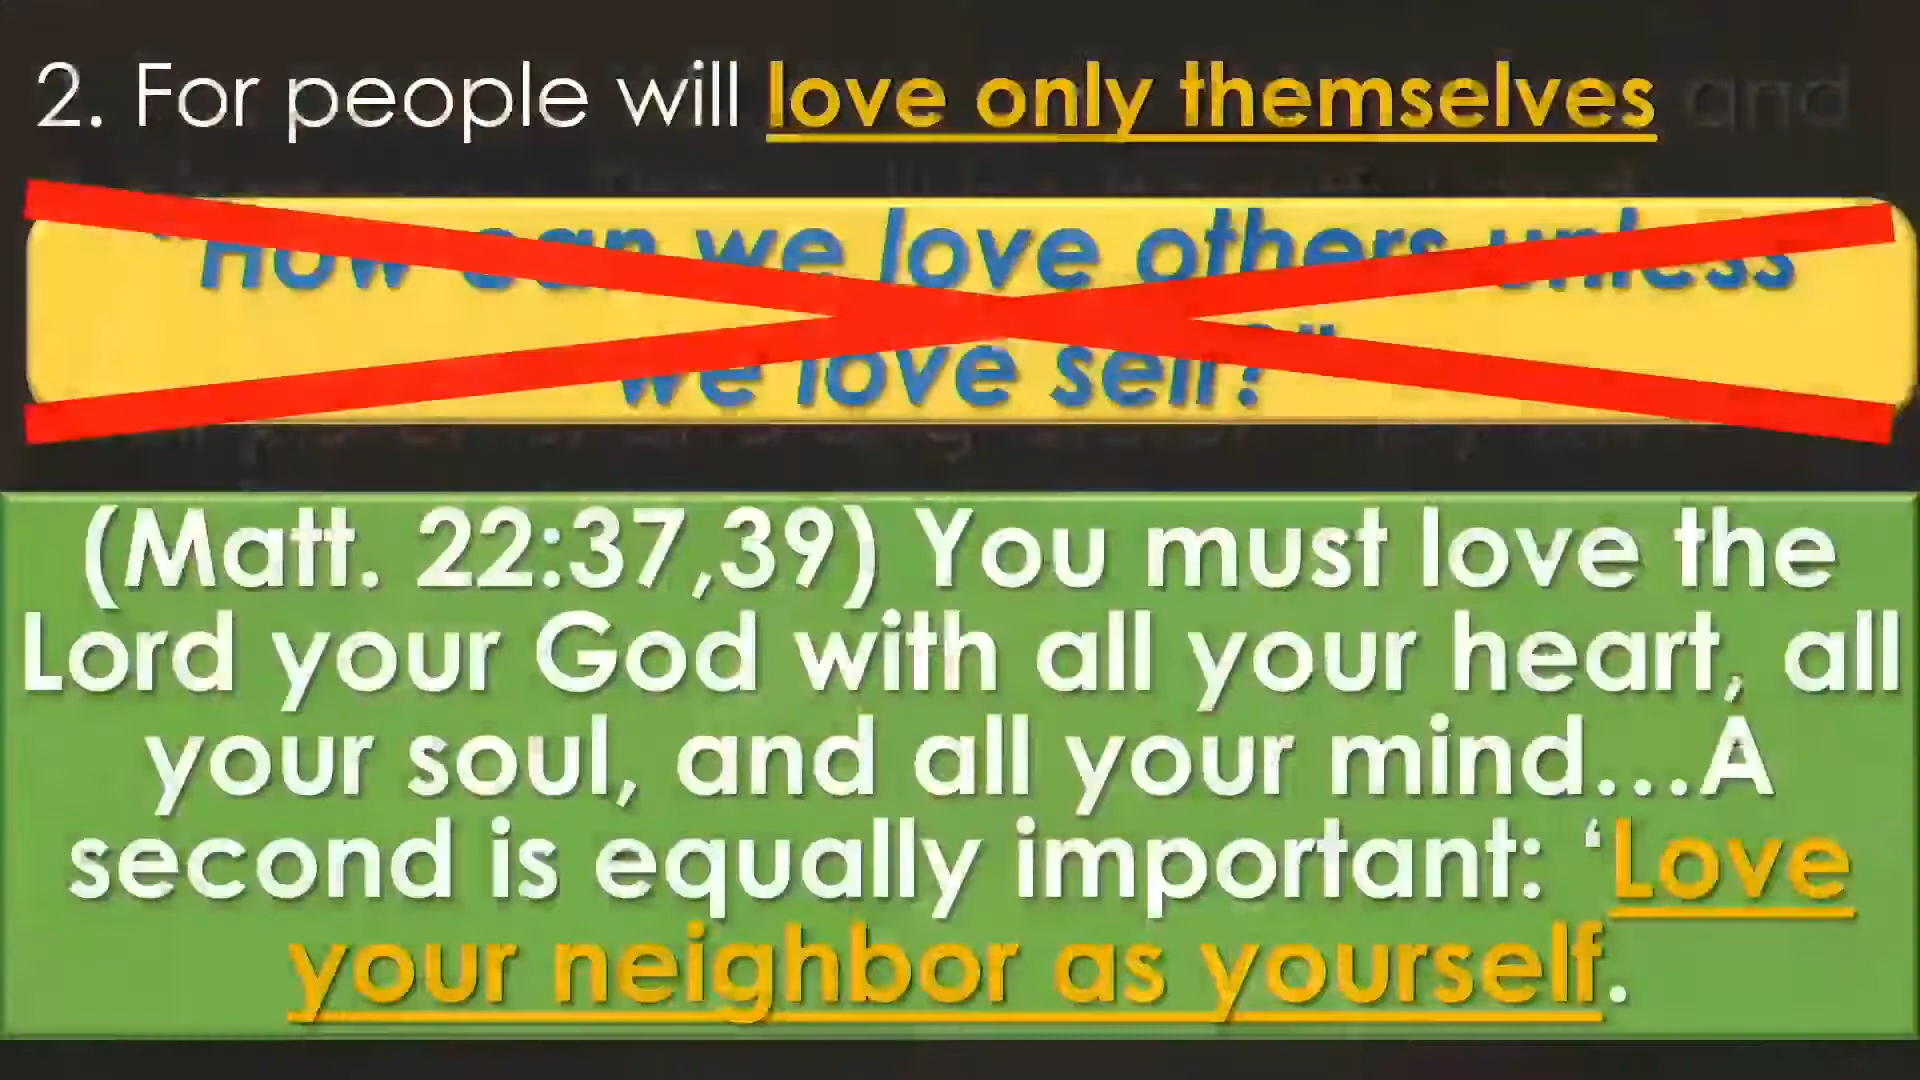 2. For people will love only themselves and
"How can we love others unless
we love self?"
(Matt. 22:37,39) You must love the
Lord your God with all your heart, all
your soul, and all your mind...A
second is equally important: ‘Love
your neighbor as yourself.